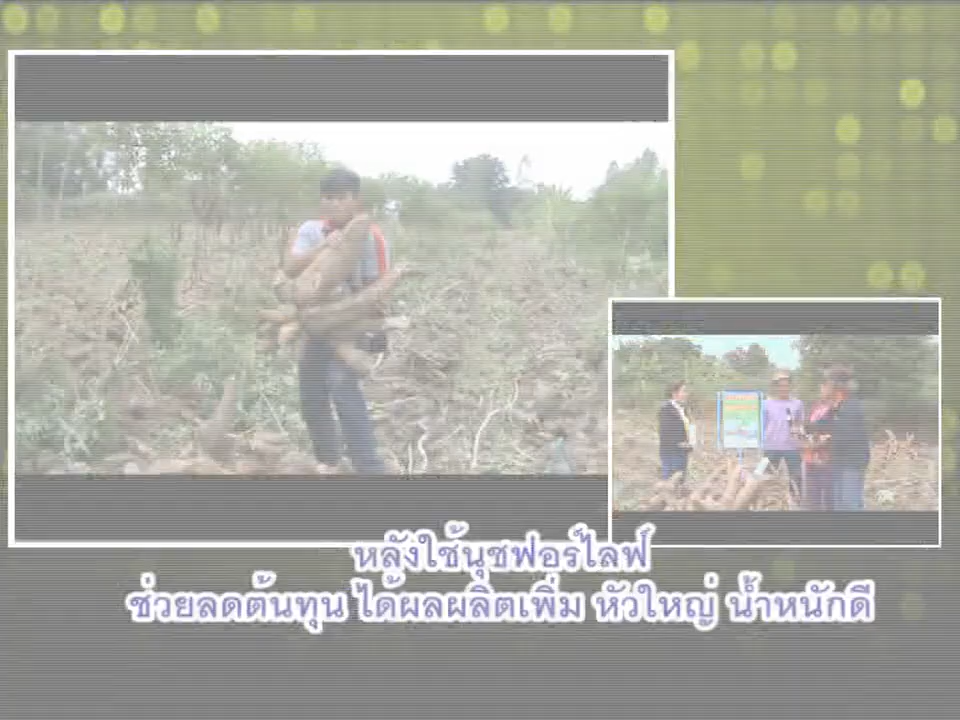 หลังใช้นุชฟอร์ไลฟ์
ช่วยลดต้นทุน ได้ผลผลิตเพิ่ม หัวใหญ่ น้ำหนักดี